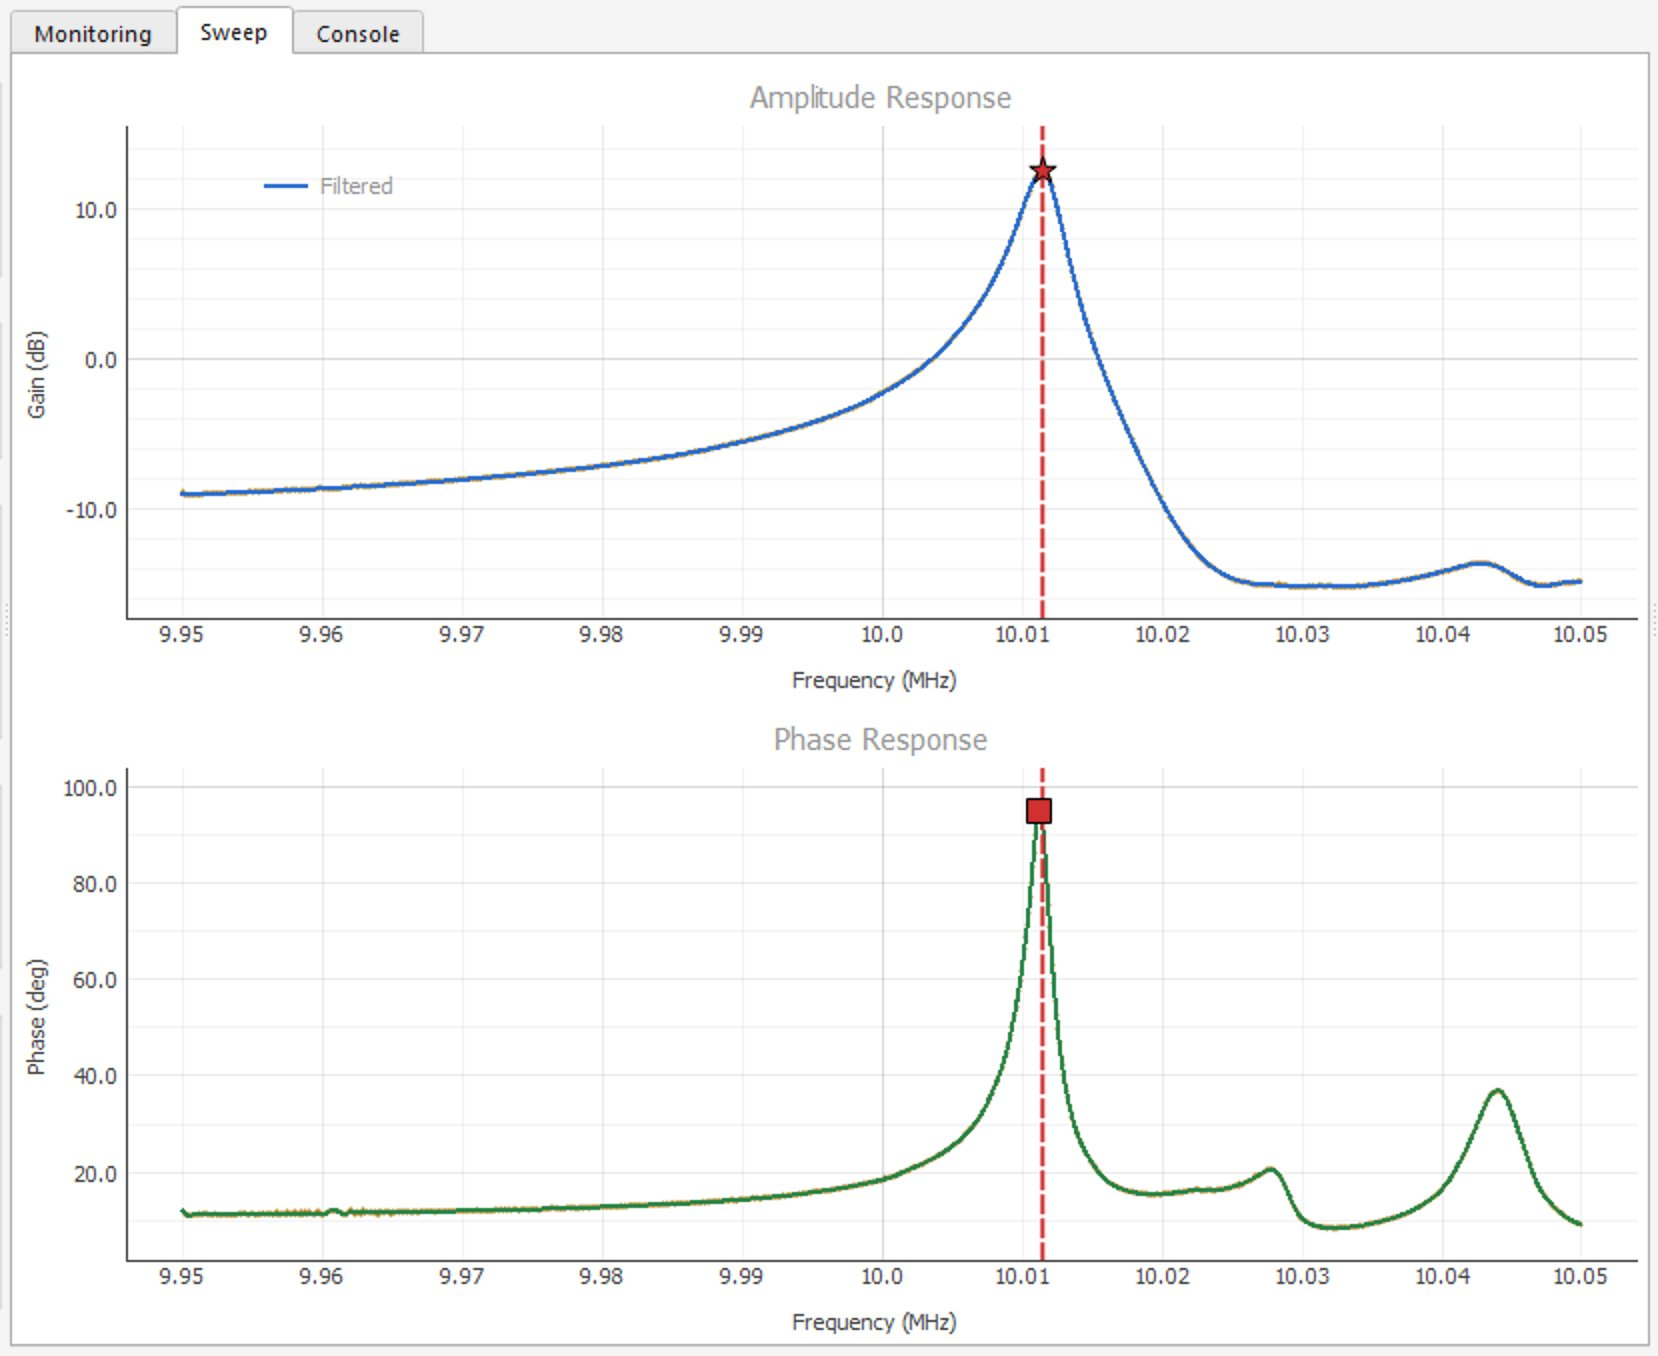 Monitoring Sweep Console
Amplitude Response
Filtered
10.0
0.0
-10.0
Gain (dB)
9.95 9.96 9.97 9.98 9.99 10.0 10.01 10.02 10.03 10.04 10.05
Frequency (MHz)
Phase Response
100.0
80.0
60.0
40.0
20.0
Phase (deg)
9.95 9.96 9.97 9.98 9.99 10.0 10.01 10.02 10.03 10.04 10.05
Frequency (MHz)